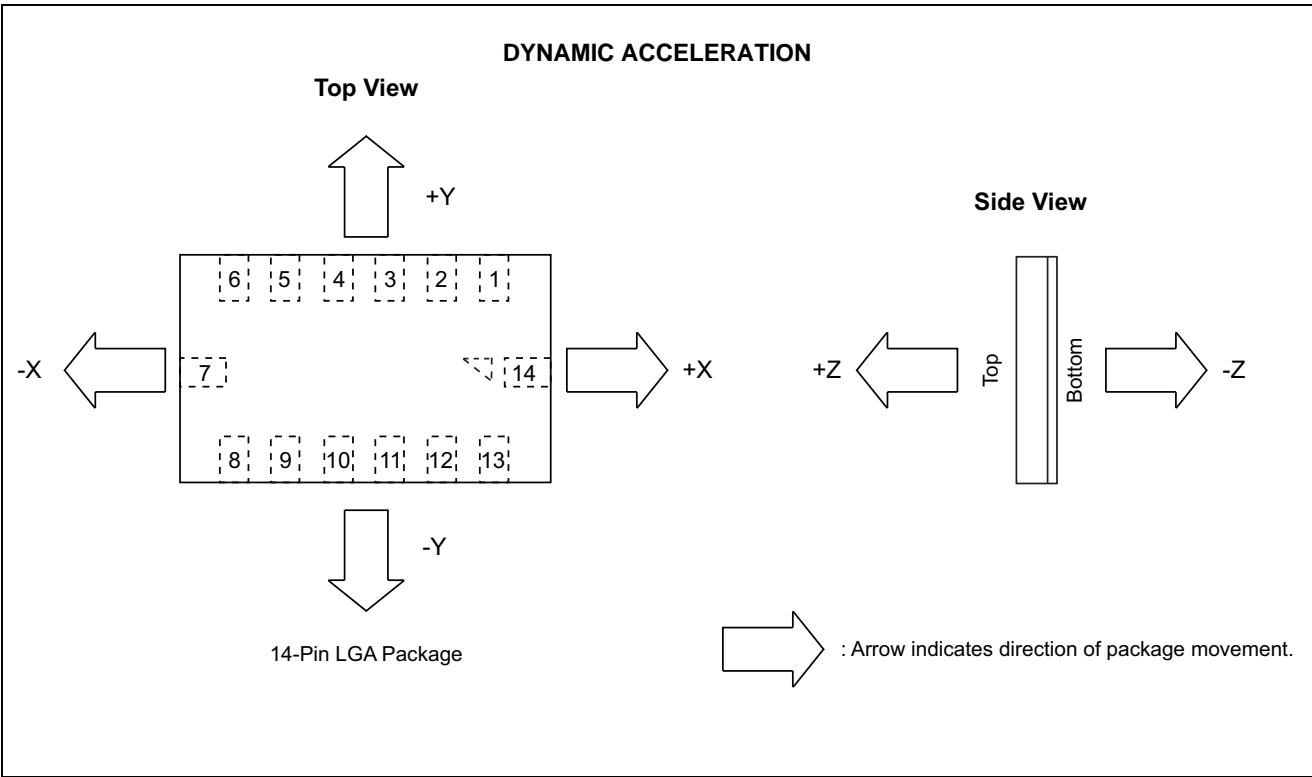 DYNAMIC ACCELERATION
Top View
+Y
Side View
6 5 4 3 2 1
-X
7
14
+X
+Z
Top
Bottom
-Z
8 9 10 11 12 13
-Y
14-Pin LGA Package
: Arrow indicates direction of package movement.